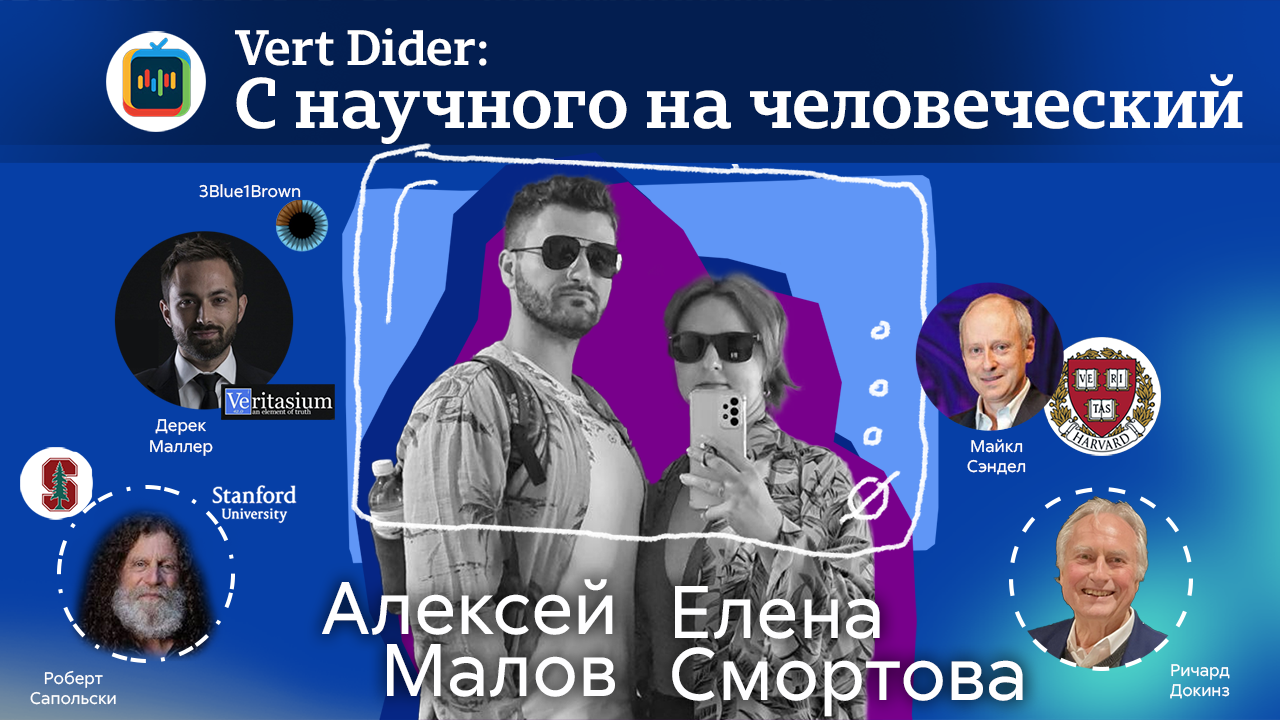 Vert Dider:
С научного на человеческий
3Blue1Brown
Veritasium
an element of truth
Дерек
Маллер
Stanford
University
S
Роберт
Сапольски
Алексей
Малов
Елена
Смортова
Майкл
Сэндел
VE RI
TAS
HARVARD
Ричард
Докинз